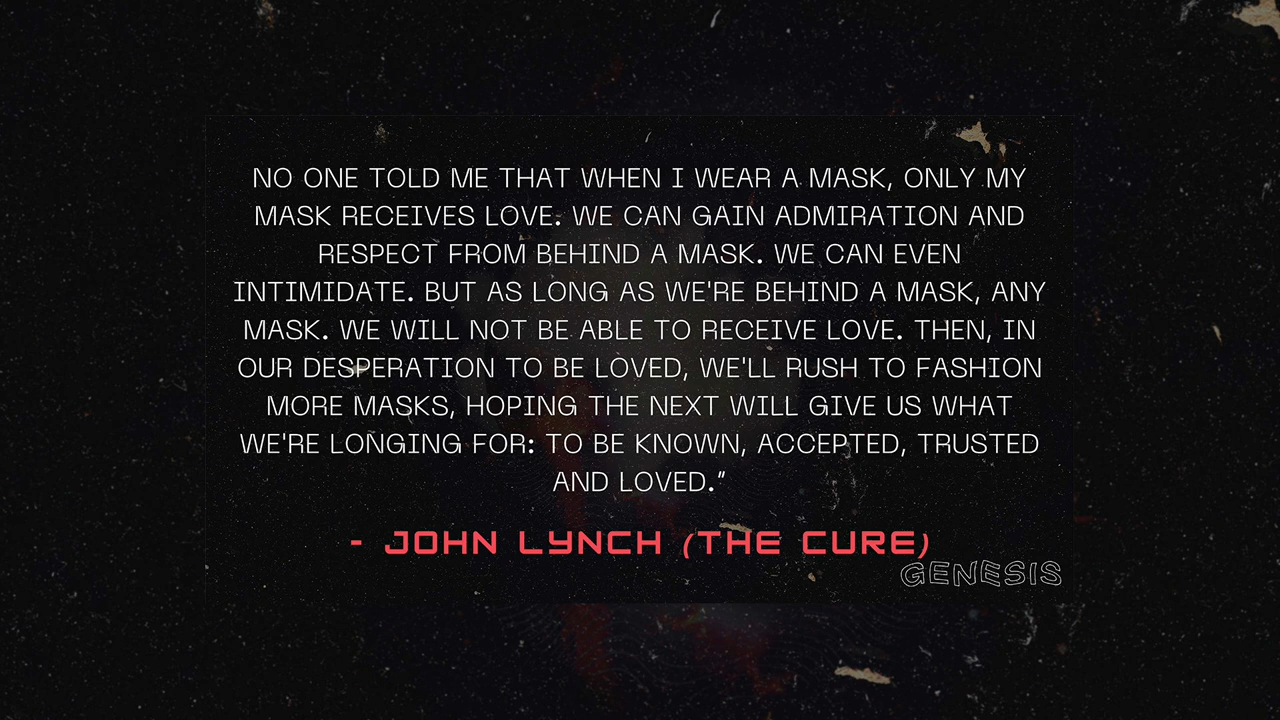 NO ONE TOLD ME THAT WHEN I WEAR A MASK, ONLY MY
MASK RECEIVES LOVE. WE CAN GAIN ADMIRATION AND
RESPECT FROM BEHIND A MASK. WE CAN EVEN
INTIMIDATE. BUT AS LONG AS WE'RE BEHIND A MASK, ANY
MASK. WE WILL NOT BE ABLE TO RECEIVE LOVE. THEN, IN
OUR DESPERATION TO BE LOVED, WE'LL RUSH TO FASHION
MORE MASKS, HOPING THE NEXT WILL GIVE US WHAT
WE'RE LONGING FOR: TO BE KNOWN, ACCEPTED, TRUSTED
AND LOVED.”
- JOHN LYNCH (THE CURE)
GENESIS